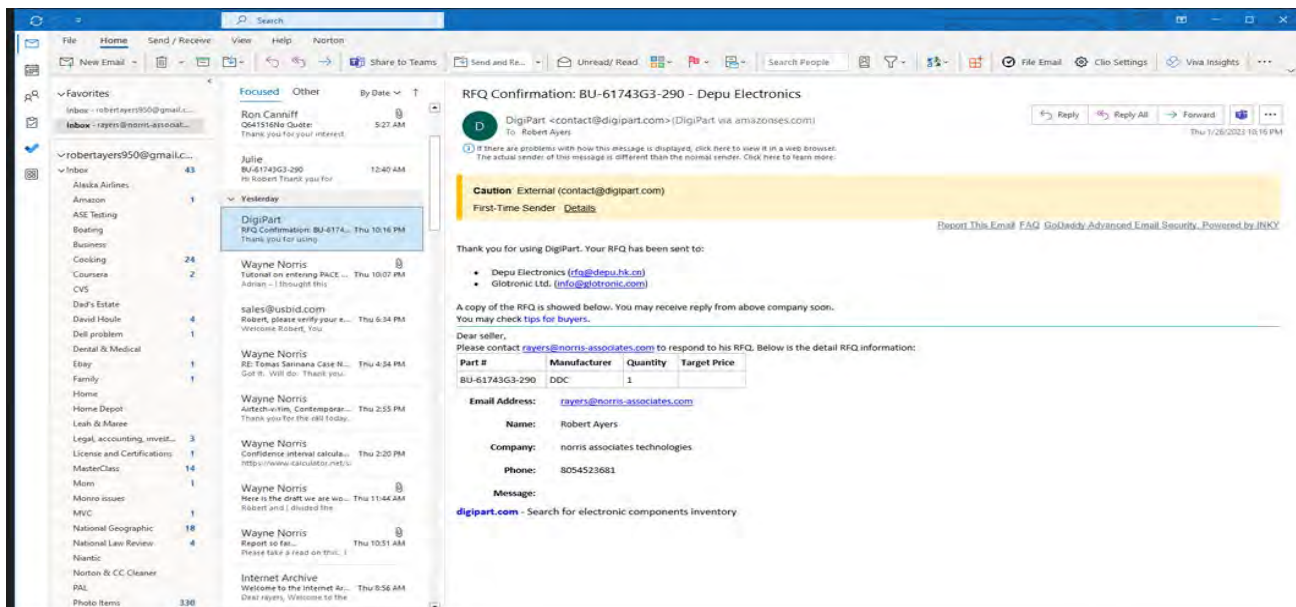 Search
File Home Send / Receive View Help Norton
New Email Share to Teams Send and Re... Unread/ Read Search People File Email Clio Settings Viva Insights ...
Favorites
Inbox - robertayers950@gmail.c...
Inbox - rayers@norris-associat...
robertayers950@gmail.c...
Inbox 43
Alaska Airlines
Amazon 1
ASE Testing
Boating
Business
Cooking 24
Coursera 2
CVS
Dad's Estate
David Houle 4
Dell problem 1
Dental & Medical
Ebay 1
Family 1
Home
Home Depot
Leah & Maree
Legal, accounting, invest... 3
License and Certifications 1
MasterClass 14
Mom 1
Monro issues
MVC 1
National Geographic 18
National Law Review 4
Niantic
Norton & CC Cleaner
PAL
Photo Items 330
Focused Other By Date
Ron Canniff
Q641516No Quote: 5:27 AM
Thank you for your interest
Julie
BU-61743G3-290 12:40 AM
Hi Robert Thank you for
Yesterday
DigiPart
RFQ Confirmation: BU-6174... Thu 10:16 PM
Thank you for using
Wayne Norris
Tutorial on entering PACE ... Thu 10:07 PM
Adrian – I thought this
sales@usbid.com
Robert, please verify your e... Thu 6:34 PM
Welcome Robert, You
Wayne Norris
RE: Tomas Sarinana Case N... Thu 4:34 PM
Got it. Will do. Thank you.
Wayne Norris
Airtech-vitim, Contemporar... Thu 2:55 PM
Thank you for the call today.
Wayne Norris
Confidence interval calcula... Thu 2:20 PM
https://www.calculator.net/s
Wayne Norris
Here is the draft we are wo... Thu 11:44 AM
Robert and I divided the
Wayne Norris
Report so far... Thu 10:51 AM
Please take a read on this. I
Internet Archive
Welcome to the Internet Ar... Thu 8:56 AM
Dear rayers, Welcome to the
RFQ Confirmation: BU-61743G3-290 - Depu Electronics
D
DigiPart <contact@digipart.com>(DigiPart via amazonses.com)
To Robert Ayers
Reply Reply All Forward ...
Thu 1/26/2023 10:16 PM
If there are problems with how this message is displayed, click here to view it in a web browser.
The actual sender of this message is different than the normal sender. Click here to learn more.
Caution: External (contact@digipart.com)
First-Time Sender Details
Report This Email FAQ GoDaddy Advanced Email Security, Powered by INKY
Thank you for using DigiPart. Your RFQ has been sent to:
• Depu Electronics (rfq@depu.hk.cn)
• Glotronic Ltd. (info@glotronic.com)
A copy of the RFQ is showed below. You may receive reply from above company soon.
You may check tips for buyers.
Dear seller,
Please contact rayers@norris-associates.com to respond to his RFQ. Below is the detail RFQ information:
Part # Manufacturer Quantity Target Price
BU-61743G3-290 DDC 1
Email Address: rayers@norris-associates.com
Name: Robert Ayers
Company: norris associates technologies
Phone: 8054523681
Message:
digipart.com - Search for electronic components inventory